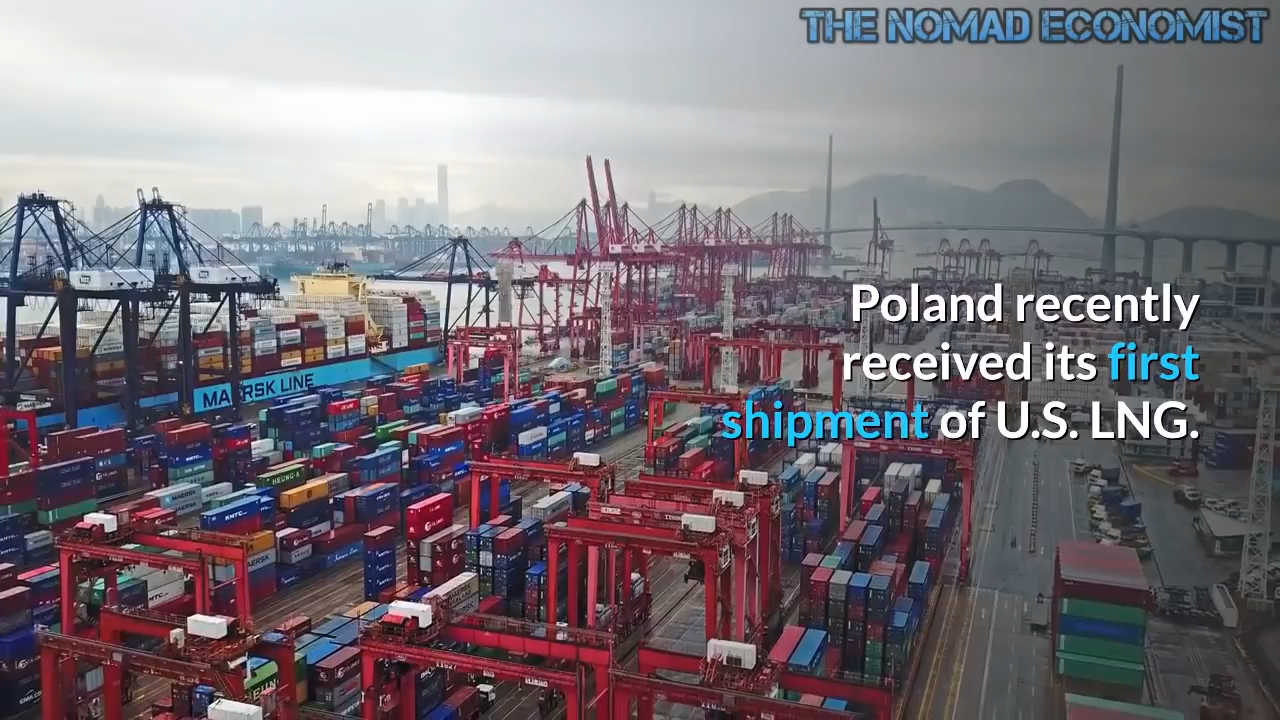 THE NOMAD ECONOMIST
Poland recently
received its first
shipment of U.S. LNG.
MAERSK LINE